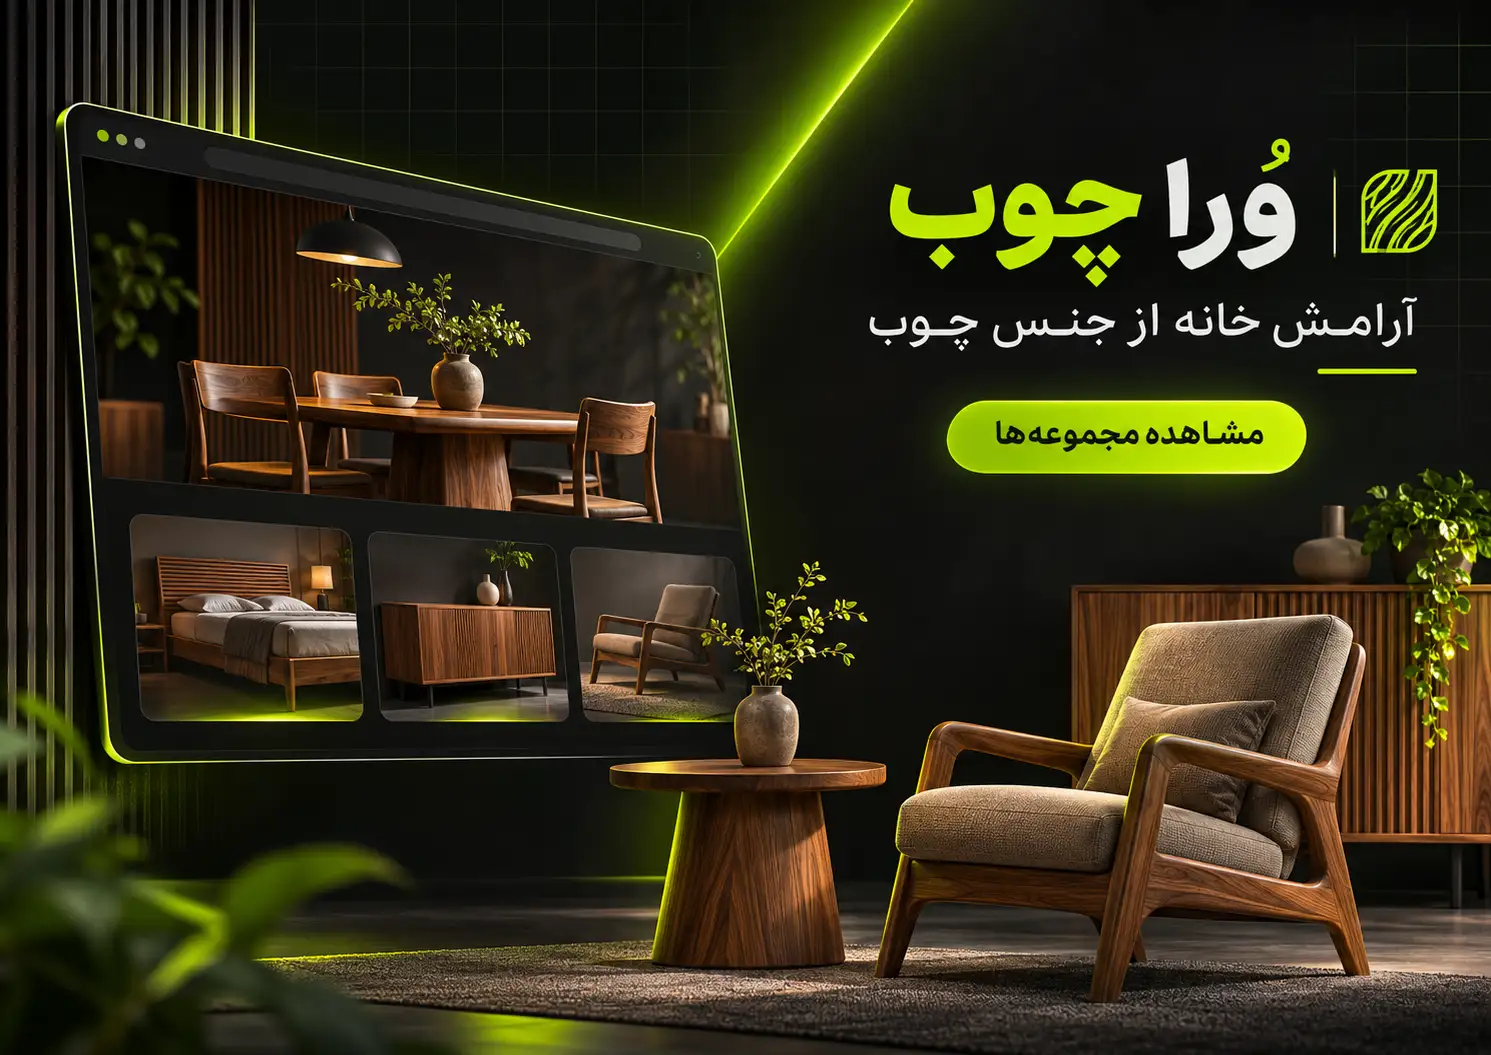 وُرا چوب
آرامش خانه از جنس چوب
مشاهده مجموعه‌ها